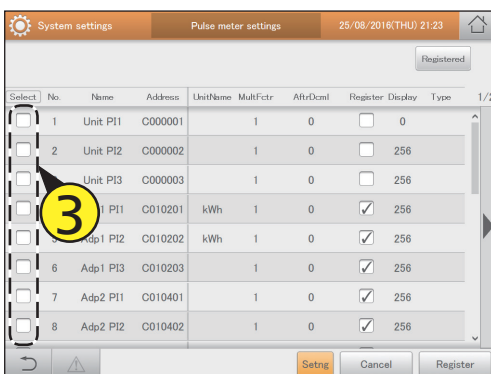 System settings Pulse meter settings 25/08/2016(THU) 21:23
Registered
Select No. Name Address UnitName MultFctr AftrDcml Register Display Type 1/2
1 Unit PI1 C000001 1 0 0
2 Unit PI2 C000002 1 0 256
Unit PI3 C000003 1 0 256
3
PI1 C010201 kWh 1 0 256
Adp1 PI2 C010202 kWh 1 0 256
6 Adp1 PI3 C010203 1 0 256
7 Adp2 PI1 C010401 1 0 256
8 Adp2 PI2 C010402 1 0 256
Setng Cancel Register